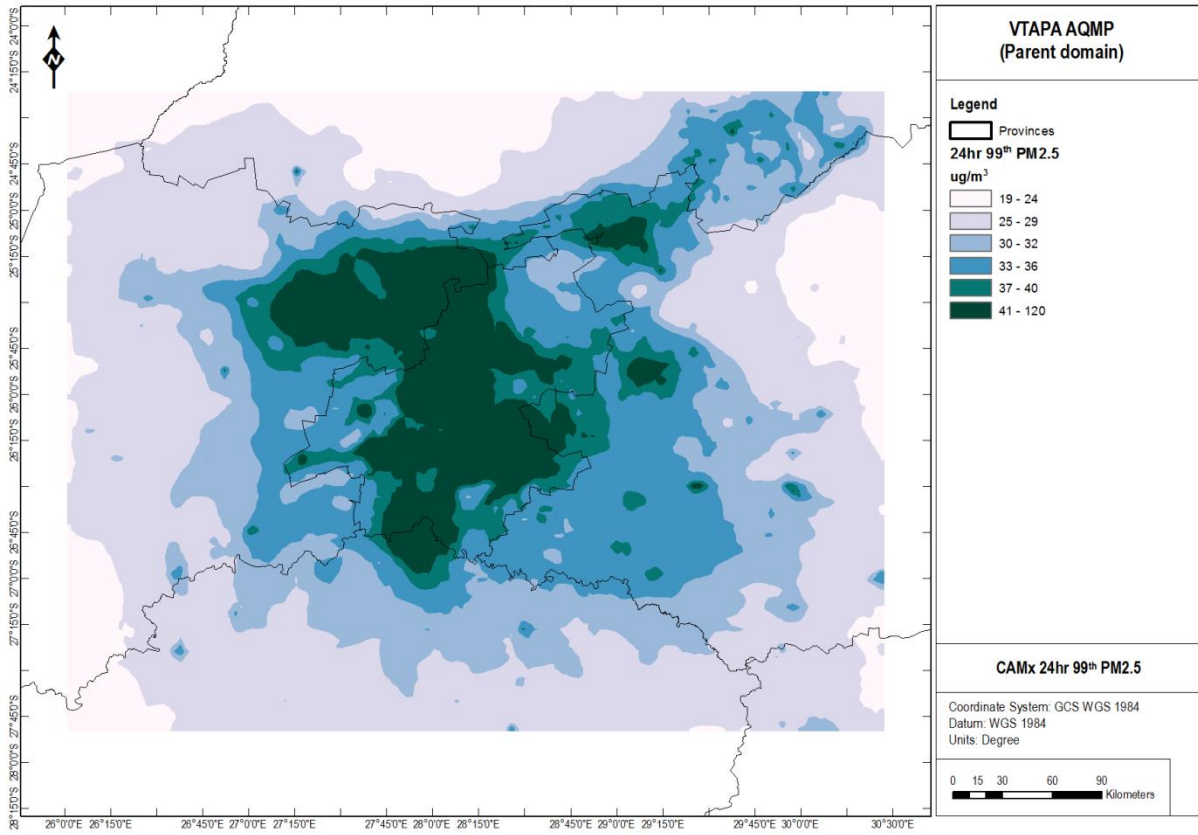 VTAPA AQMP
(Parent domain)
Legend
Provinces
24hr 99th PM2.5
ug/m3
19 - 24
25 - 29
30 - 32
33 - 36
37 - 40
41 - 120
CAMx 24hr 99th PM2.5
Coordinate System: GCS WGS 1984
Datum: WGS 1984
Units: Degree
0 15 30 60 90
Kilometers
N
24°0'0"S
24°15'0"S
24°45'0"S
25°0'0"S
25°15'0"S
25°45'0"S
26°0'0"S
26°15'0"S
26°45'0"S
27°0'0"S
27°15'0"S
27°45'0"S
28°0'0"S
28°15'0"S
26°0'0"E 26°15'0"E 26°45'0"E 27°0'0"E 27°15'0"E 27°45'0"E 28°0'0"E 28°15'0"E 28°45'0"E 29°0'0"E 29°15'0"E 29°45'0"E 30°0'0"E 30°30'0"E